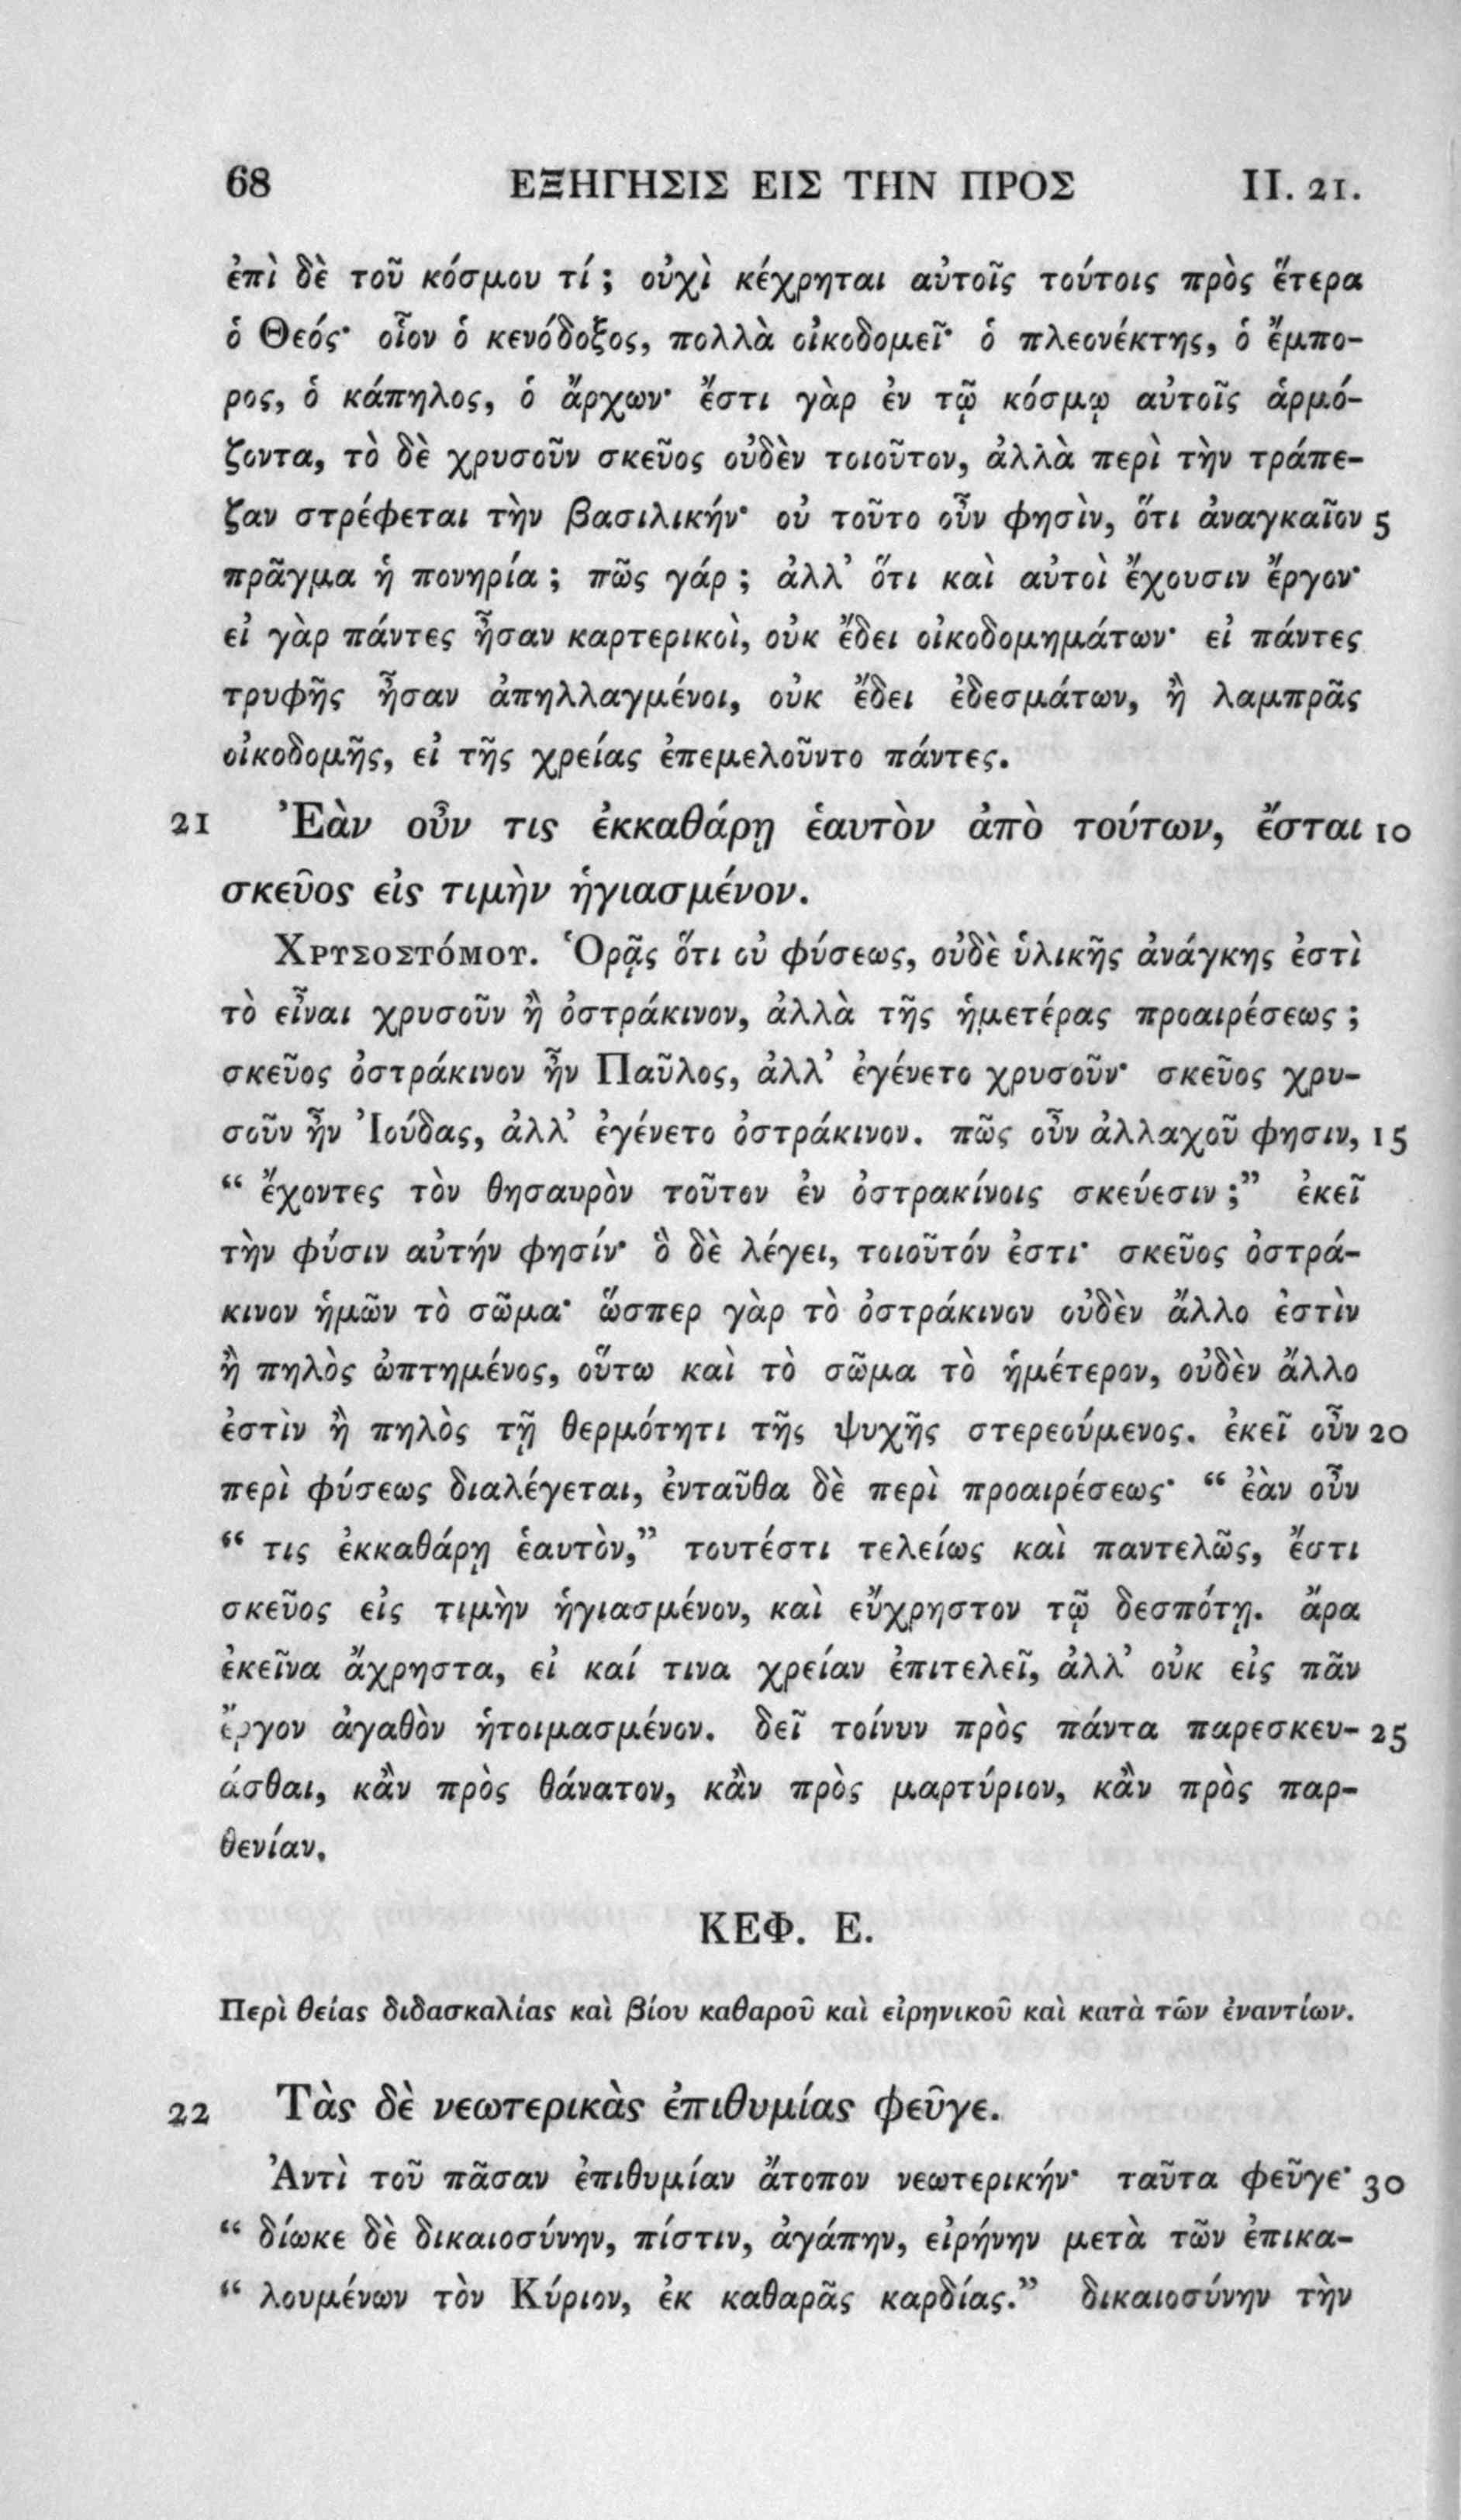 68 ΕΞΗΓΗΣΙΣ ΕΙΣ ΤΗΝ ΠΡΟΣ II. 21.
ἐπὶ δὲ τοῦ κόσμου τί; οὐχὶ κέχρηται αὐτοῖς τούτοις πρὸς ἕτερα
ὁ Θεός· οἷον ὁ κενόδοξος, πολλὰ οἰκοδομεῖ· ὁ πλεονέκτης, ὁ ἔμπο-
ρος, ὁ κάπηλος, ὁ ἄρχων· ἔστι γὰρ ἐν τῷ κόσμῳ αὐτοῖς ἁρμό-
ζοντα, τὸ δὲ χρυσοῦν σκεῦος οὐδὲν τοιοῦτον, ἀλλὰ περὶ τὴν τράπε-
ζαν στρέφεται τὴν βασιλικήν· οὐ τοῦτο οὖν φησὶν, ὅτι ἀναγκαῖον 5
πρᾶγμα ἡ πονηρία; πῶς γάρ; ἀλλ’ ὅτι καὶ αὐτοὶ ἔχουσιν ἔργον·
εἰ γὰρ πάντες ἦσαν καρτερικοὶ, οὐκ ἔδει οἰκοδομημάτων· εἰ πάντες
τρυφῆς ἦσαν ἀπηλλαγμένοι, οὐκ ἔδει ἐδεσμάτων, ἢ λαμπρᾶς
οἰκοδομῆς, εἰ τῆς χρείας ἐπεμελοῦντο πάντες.
21 Ἐὰν οὖν τις ἐκκαθάρῃ ἑαυτὸν ἀπὸ τούτων, ἔσται 10
σκεῦος εἰς τιμὴν ἡγιασμένον.
ΧΡΥΣΟΣΤόΜΟΥ. Ὁρᾷς ὅτι οὐ φύσεως, οὐδὲ ὑλικῆς ἀνάγκης ἐστὶ
τὸ εἶναι χρυσοῦν ἢ ὀστράκινον, ἀλλὰ τῆς ἡμετέρας προαιρέσεως;
σκεῦος ὀστράκινον ἦν Παῦλος, ἀλλ’ ἐγένετο χρυσοῦν· σκεῦος χρυ-
σοῦν ἦν Ἰούδας, ἀλλ’ ἐγένετο ὀστράκινον. πῶς οὖν ἀλλαχοῦ φησιν, 15
“ ἔχοντες τὸν θησαυρὸν τοῦτον ἐν ὀστρακίνοις σκεύεσιν;” ἐκεῖ
τὴν φύσιν αὐτήν φησίν· ὃ δὲ λέγει, τοιοῦτόν ἐστι· σκεῦος ὀστρά-
κινον ἡμῶν τὸ σῶμα· ὥσπερ γὰρ τὸ ὀστράκινον οὐδὲν ἄλλο ἐστὶν
ἢ πηλὸς ὠπτημένος, οὕτω καὶ τὸ σῶμα τὸ ἡμέτερον, οὐδὲν ἄλλο
ἐστὶν ἢ πηλὸς τῇ θερμότητι τῆς ψυχῆς στερεούμενος. ἐκεῖ οὖν 20
περὶ φύσεως διαλέγεται, ἐνταῦθα δὲ περὶ προαιρέσεως· “ ἐὰν οὖν
“ τις ἐκκαθάρῃ ἑαυτὸν,” τουτέστι τελείως καὶ παντελῶς, ἔστι
σκεῦος εἰς τιμὴν ἡγιασμένον, καὶ εὔχρηστον τῷ δεσπότῃ. ἄρα
ἐκεῖνα ἄχρηστα, εἰ καί τινα χρείαν ἐπιτελεῖ, ἀλλ’ οὐκ εἰς πᾶν
ἔργον ἀγαθὸν ἡτοιμασμένον. δεῖ τοίνυν πρὸς πάντα παρεσκευ- 25
άσθαι, κἂν πρὸς θάνατον, κἂν πρὸς μαρτύριον, κἂν πρὸς παρ-
θενίαν.
ΚΕΦ. Ε.
Περὶ θείας διδασκαλίας καὶ βίου καθαροῦ καὶ εἰρηνικοῦ καὶ κατὰ τῶν ἐναντίων.
22 Τὰς δὲ νεωτερικὰς ἐπιθυμίας φεῦγε.
Ἀντὶ τοῦ πᾶσαν ἐπιθυμίαν ἄτοπον νεωτερικήν· ταῦτα φεῦγε· 30
“ δίωκε δὲ δικαιοσύνην, πίστιν, ἀγάπην, εἰρήνην μετὰ τῶν ἐπικα-
“ λουμένων τὸν Κύριον, ἐκ καθαρᾶς καρδίας.” δικαιοσύνην τὴν